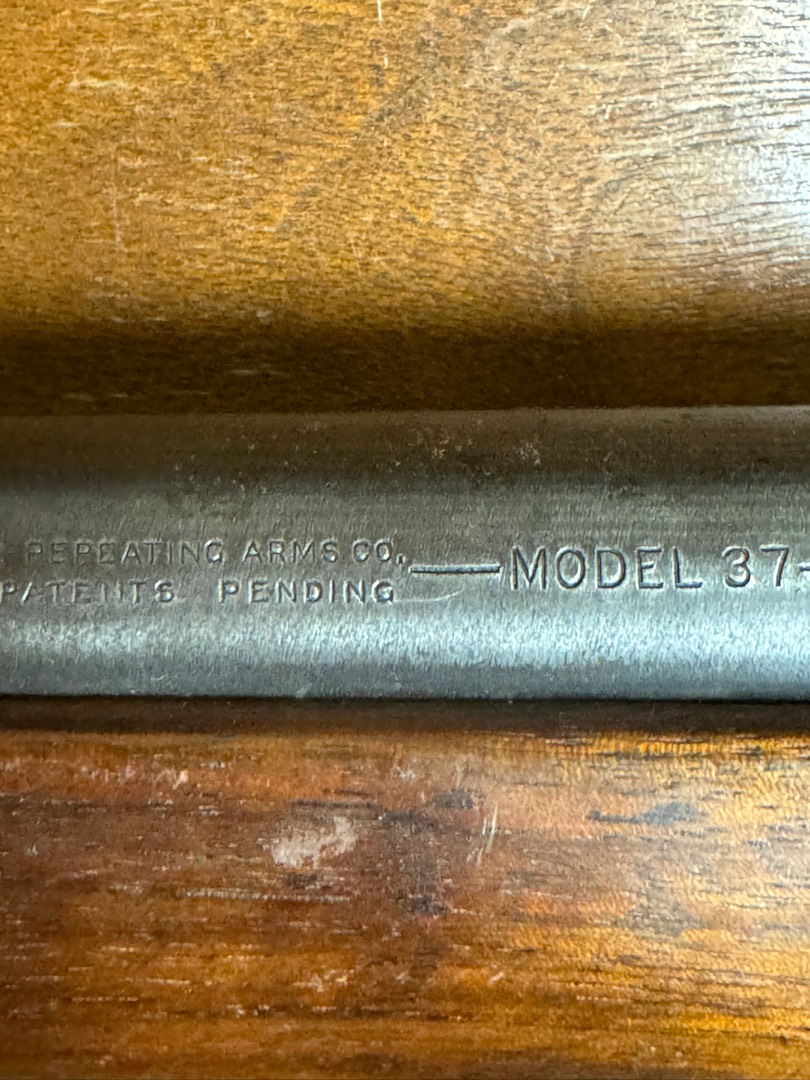 REPEATING ARMS CO. — MODEL 37-
PATENTS PENDING